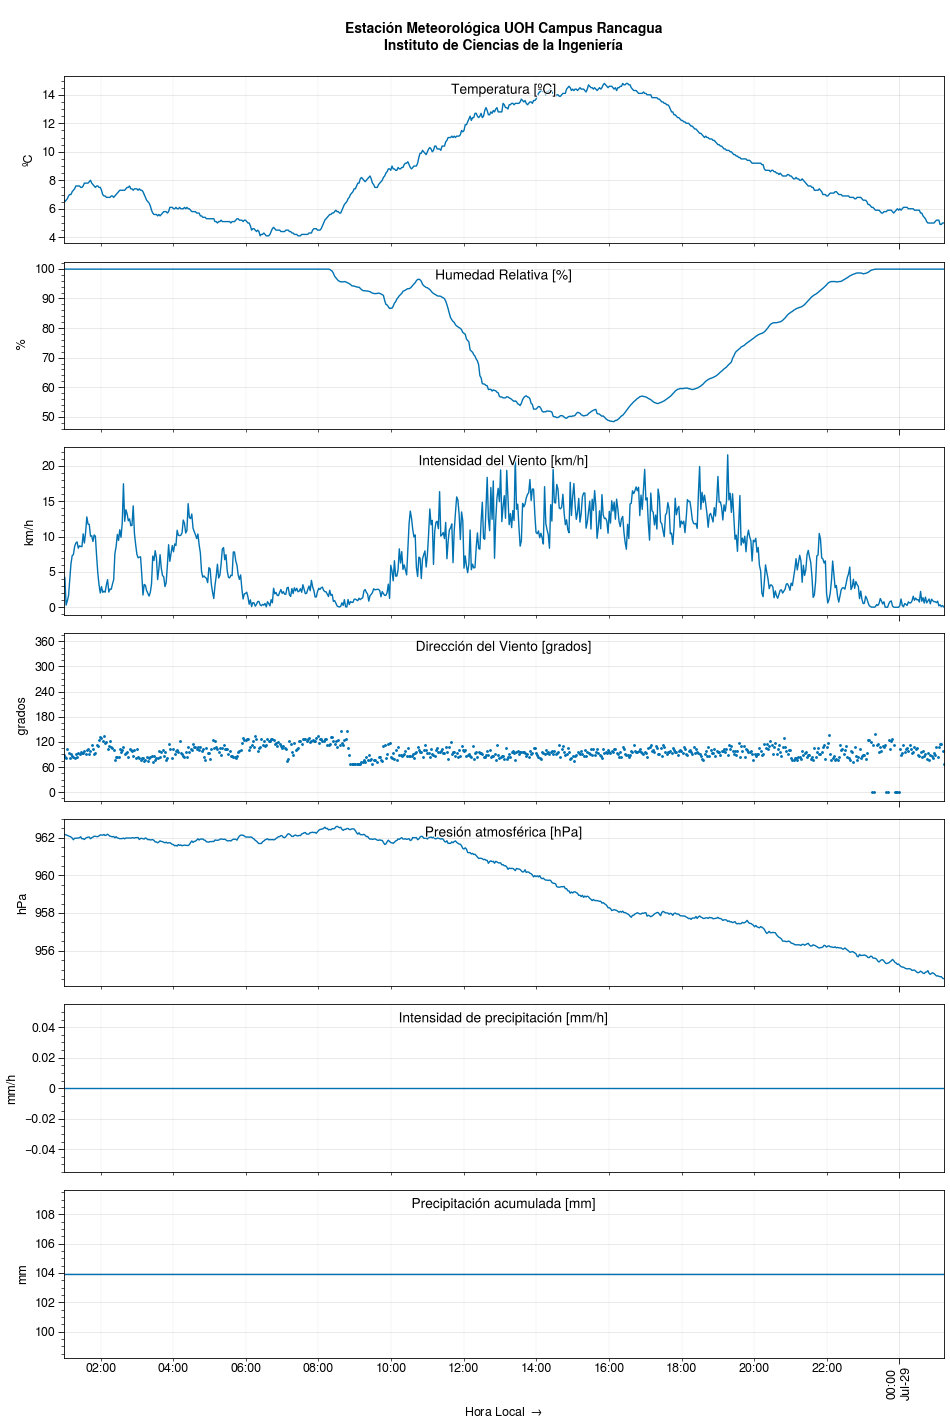 Estación Meteorológica UOH Campus Rancagua
Instituto de Ciencias de la Ingeniería
Temperatura [ºC]
ºC
14
12
10
8
6
4
Humedad Relativa [%]
%
100
90
80
70
60
50
Intensidad del Viento [km/h]
km/h
20
15
10
5
0
Dirección del Viento [grados]
grados
360
300
240
180
120
60
0
Presión atmosférica [hPa]
hPa
962
960
958
956
Intensidad de precipitación [mm/h]
mm/h
0.04
0.02
0
−0.02
−0.04
Precipitación acumulada [mm]
mm
108
106
104
102
100
02:00 04:00 06:00 08:00 10:00 12:00 14:00 16:00 18:00 20:00 22:00 00:00
Jul-29
Hora Local →